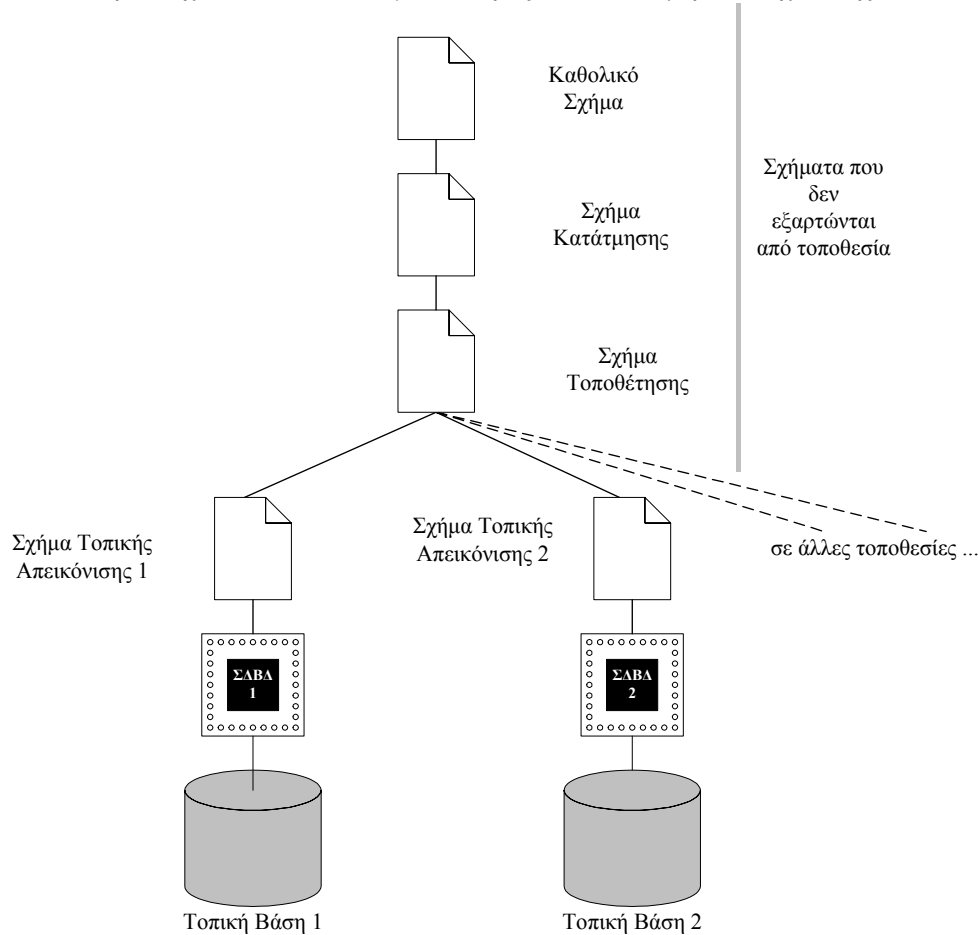 Καθολικό
Σχήμα
Σχήμα
Κατάτμησης
Σχήματα που
δεν
εξαρτώνται
από τοποθεσία
Σχήμα
Τοποθέτησης
Σχήμα Τοπικής
Απεικόνισης 1
Σχήμα Τοπικής
Απεικόνισης 2
σε άλλες τοποθεσίες ...
ΣΔΒΔ
1
ΣΔΒΔ
2
Τοπική Βάση 1
Τοπική Βάση 2